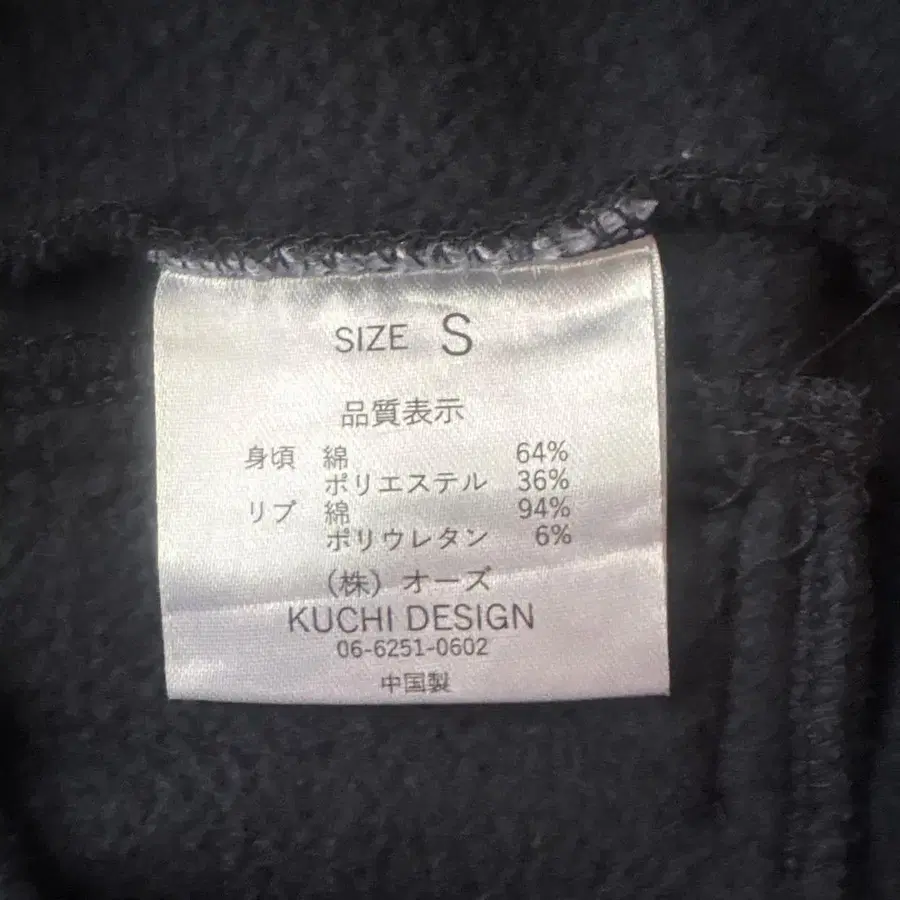 SIZE S
品質表示
身頃 綿 64%
ポリエステル 36%
リブ 綿 94%
ポリウレタン 6%
(株) オーズ
KUCHI DESIGN
06-6251-0602
中国製